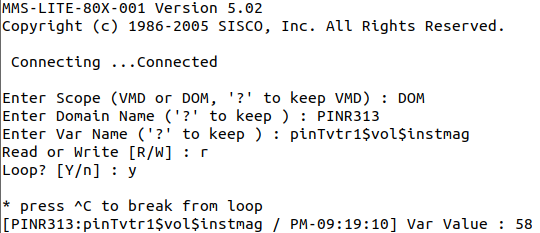 MMS-LITE-80X-001 Version 5.02
Copyright (c) 1986-2005 SISCO, Inc. All Rights Reserved.
Connecting ...Connected
Enter Scope (VMD or DOM, '?' to keep VMD) : DOM
Enter Domain Name ('?' to keep ) : PINR313
Enter Var Name ('?' to keep ) : pinTvtr1$vol$instmag
Read or Write [R/W] : r
Loop? [Y/n] : y
* press ^C to break from loop
[PINR313:pinTvtr1$vol$instmag / PM-09:19:10] Var Value : 58